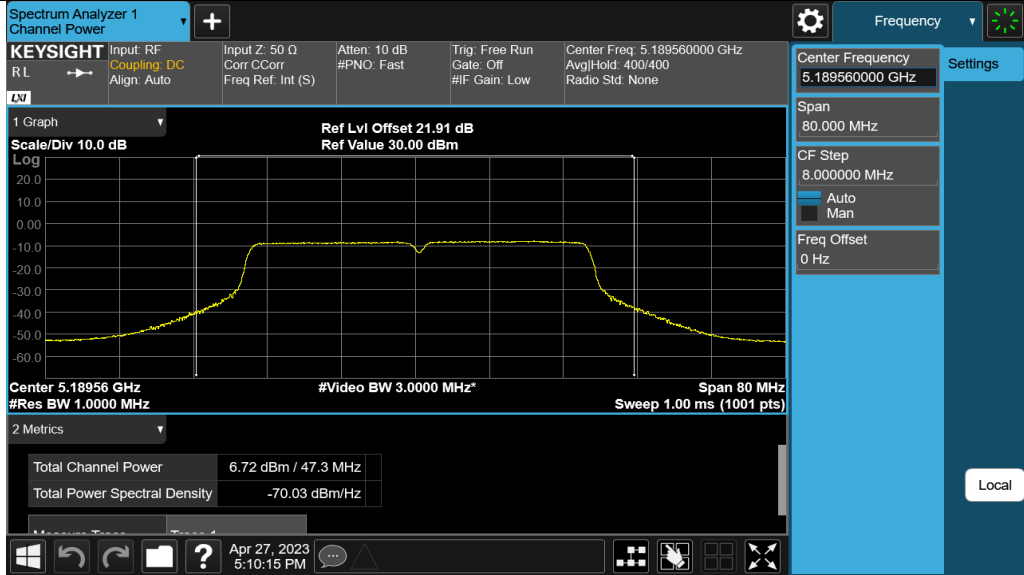 Spectrum Analyzer 1
Channel Power
+
Frequency
KEYSIGHT
R L
LXI
Input: RF
Coupling: DC
Align: Auto
Input Z: 50 Ω
Corr CCorr
Freq Ref: Int (S)
Atten: 10 dB
#PNO: Fast
Trig: Free Run
Gate: Off
#IF Gain: Low
Center Freq: 5.189560000 GHz
Avg|Hold: 400/400
Radio Std: None
Center Frequency
5.189560000 GHz
Settings
Span
80.000 MHz
CF Step
8.000000 MHz
Auto
Man
Freq Offset
0 Hz
Local
1 Graph
Scale/Div 10.0 dB
Ref Lvl Offset 21.91 dB
Ref Value 30.00 dBm
Log
20.0
10.0
0.00
-10.0
-20.0
-30.0
-40.0
-50.0
-60.0
Center 5.18956 GHz
#Video BW 3.0000 MHz*
Span 80 MHz
#Res BW 1.0000 MHz
Sweep 1.00 ms (1001 pts)
2 Metrics
Total Channel Power
6.72 dBm / 47.3 MHz
Total Power Spectral Density
-70.03 dBm/Hz
Measure Trace
Trace 1
?
Apr 27, 2023
5:10:15 PM